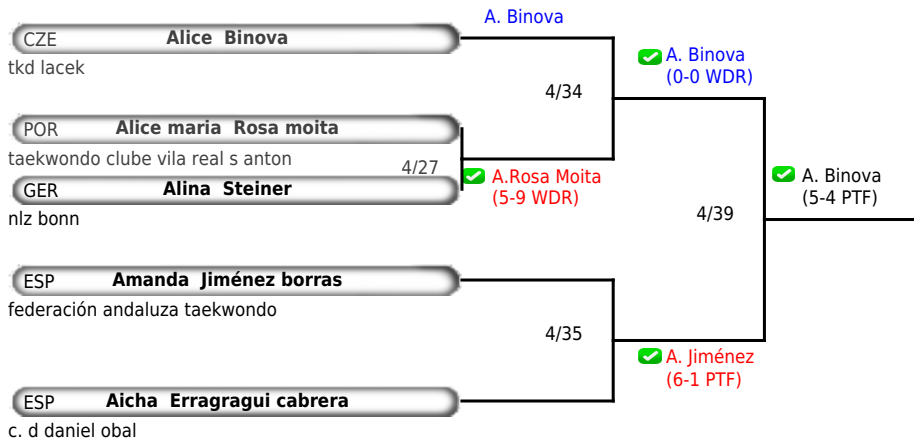 A. Binova
CZE Alice Binova
tkd lacek
A. Binova
(0-0 WDR)
4/34
POR Alice maria Rosa moita
taekwondo clube vila real s anton
4/27
A.Rosa Moita
(5-9 WDR)
GER Alina Steiner
nlz bonn
A. Binova
(5-4 PTF)
4/39
ESP Amanda Jiménez borras
federación andaluza taekwondo
4/35
A. Jiménez
(6-1 PTF)
ESP Aicha Erragragui cabrera
c. d daniel obal